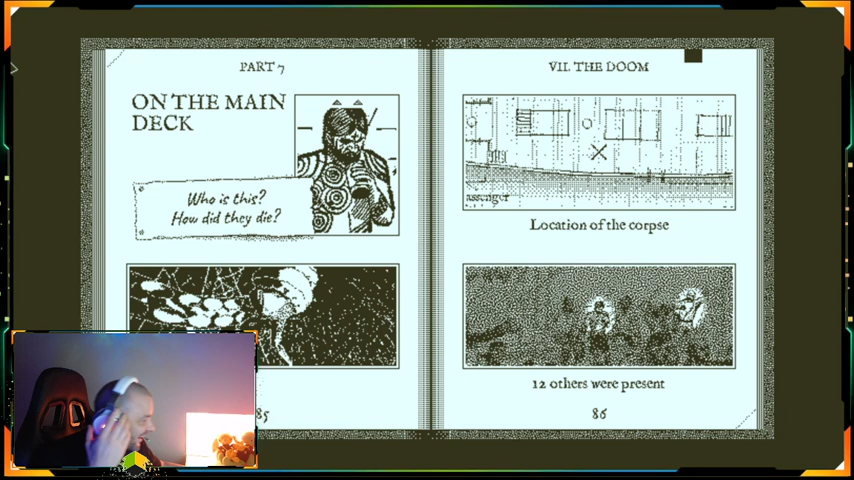 PART 7
ON THE MAIN
DECK
Who is this?
How did they die?
85
VII. THE DOOM
assenger
Location of the corpse
12 others were present
86